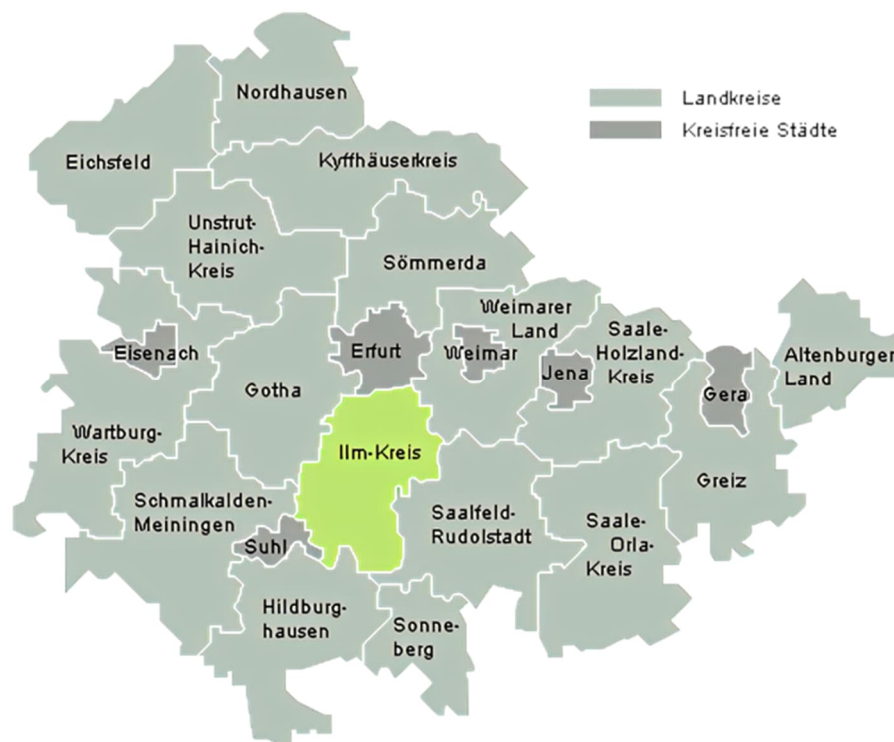 Nordhausen
Landkreise
Kreisfreie Städte
Eichsfeld
Kyffhäuserkreis
Unstrut-
Hainich-
Kreis
Sömmerda
Weimarer
Land
Saale-
Holzland-
Kreis
Eisenach
Erfurt
Weimar
Jena
Altenburger
Land
Gotha
Gera
Wartburg-
Kreis
Ilm-Kreis
Greiz
Schmalkalden-
Meiningen
Saalfeld-
Rudolstadt
Saale-
Orla-
Kreis
Suhl
Hildburg-
hausen
Sonne-
berg